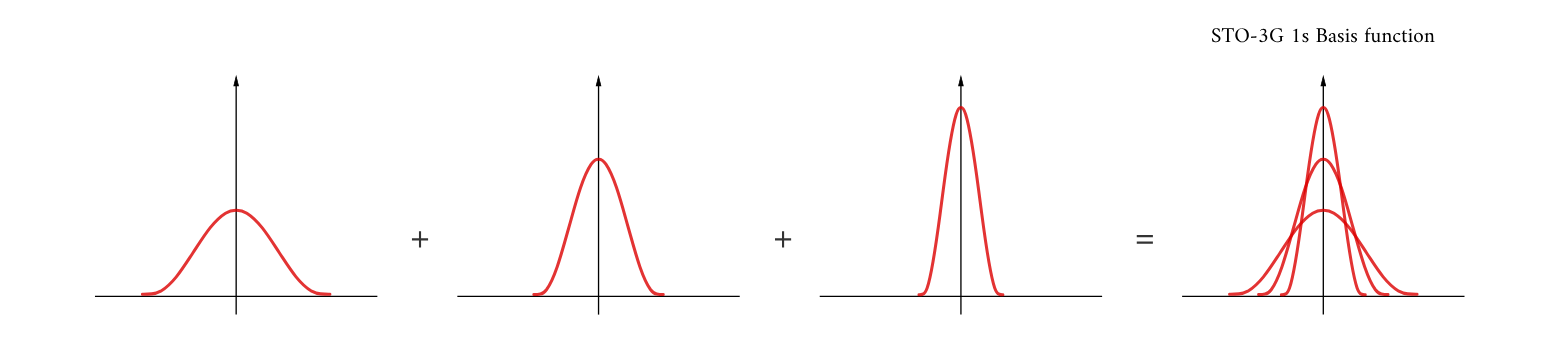 STO-3G 1s Basis function
+ + =